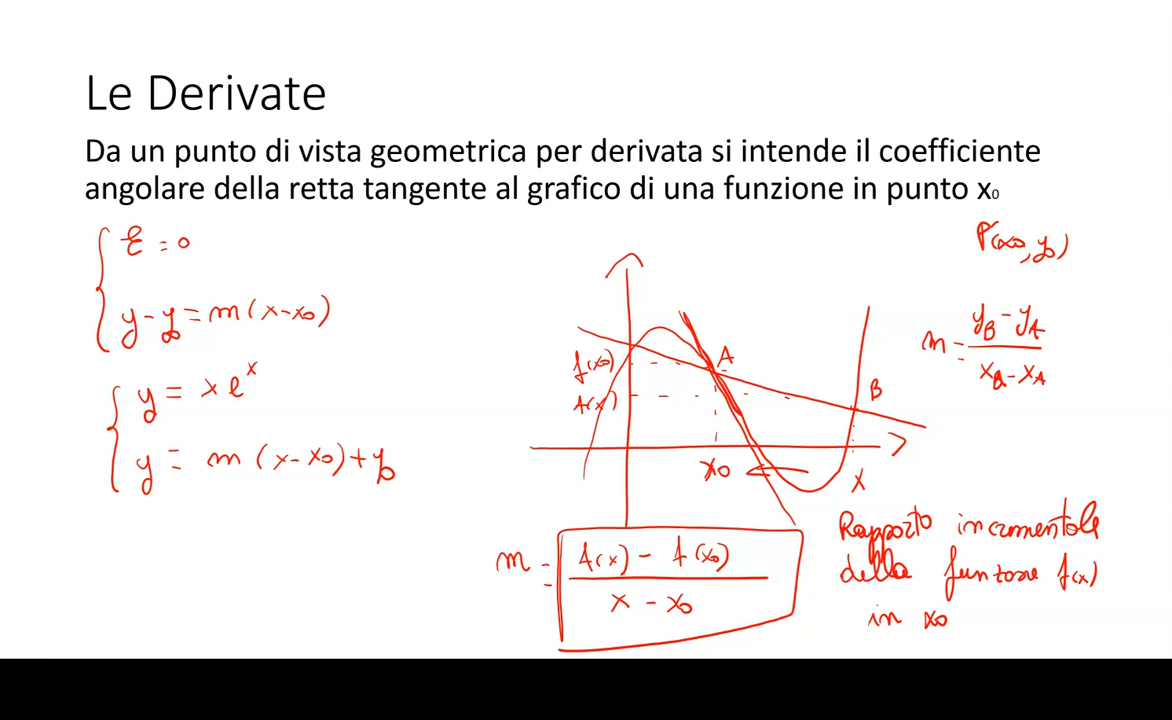 Le Derivate
Da un punto di vista geometrica per derivata si intende il coefficiente
angolare della retta tangente al grafico di una funzione in punto x₀
ℰ = 0
y - y₀ = m(x - x₀)
y = x e^x
y = m (x - x₀) + y₀
P(x₀, y₀)
m = (y_B - y_A) / (x_B - x_A)
A
f(x₀)
f(x)
B
x₀
x
m = (f(x) - f(x₀)) / (x - x₀)
Rapporto incrementale
della funzione f(x)
in x₀